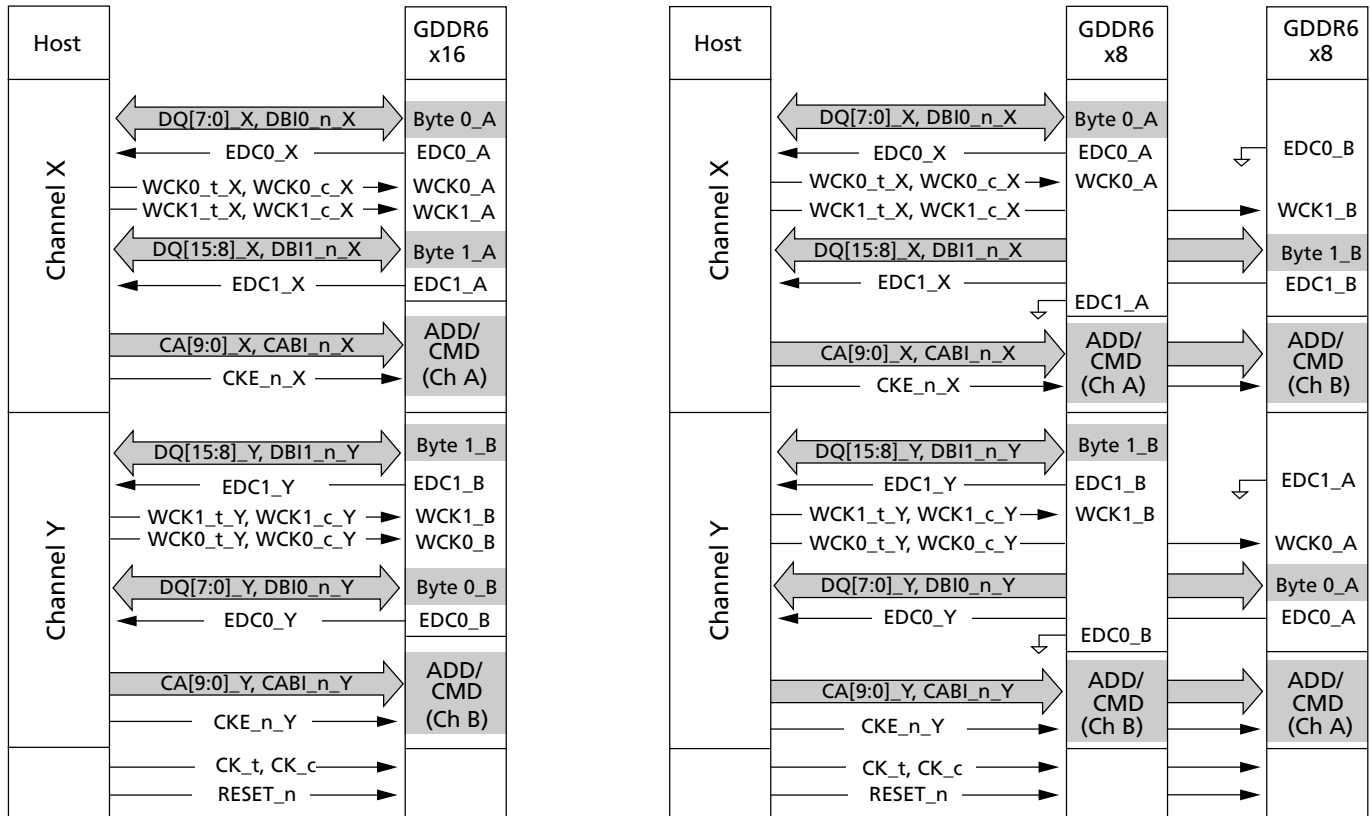 Host
GDDR6
x16
Channel X
DQ[7:0]_X, DBI0_n_X
Byte 0_A
EDC0_X
EDC0_A
WCK0_t_X, WCK0_c_X
WCK0_A
WCK1_t_X, WCK1_c_X
WCK1_A
DQ[15:8]_X, DBI1_n_X
Byte 1_A
EDC1_X
EDC1_A
CA[9:0]_X, CABI_n_X
ADD/
CMD
(Ch A)
CKE_n_X
Channel Y
DQ[15:8]_Y, DBI1_n_Y
Byte 1_B
EDC1_Y
EDC1_B
WCK1_t_Y, WCK1_c_Y
WCK1_B
WCK0_t_Y, WCK0_c_Y
WCK0_B
DQ[7:0]_Y, DBI0_n_Y
Byte 0_B
EDC0_Y
EDC0_B
CA[9:0]_Y, CABI_n_Y
ADD/
CMD
(Ch B)
CKE_n_Y
CK_t, CK_c
RESET_n
Host
GDDR6
x8
GDDR6
x8
Channel X
DQ[7:0]_X, DBI0_n_X
Byte 0_A
EDC0_X
EDC0_A
EDC0_B
WCK0_t_X, WCK0_c_X
WCK0_A
WCK1_t_X, WCK1_c_X
WCK1_B
DQ[15:8]_X, DBI1_n_X
Byte 1_B
EDC1_X
EDC1_B
EDC1_A
CA[9:0]_X, CABI_n_X
ADD/
CMD
(Ch A)
ADD/
CMD
(Ch B)
CKE_n_X
Channel Y
DQ[15:8]_Y, DBI1_n_Y
Byte 1_B
EDC1_Y
EDC1_B
EDC1_A
WCK1_t_Y, WCK1_c_Y
WCK1_B
WCK0_t_Y, WCK0_c_Y
WCK0_A
DQ[7:0]_Y, DBI0_n_Y
Byte 0_A
EDC0_Y
EDC0_A
EDC0_B
CA[9:0]_Y, CABI_n_Y
ADD/
CMD
(Ch B)
ADD/
CMD
(Ch A)
CKE_n_Y
CK_t, CK_c
RESET_n